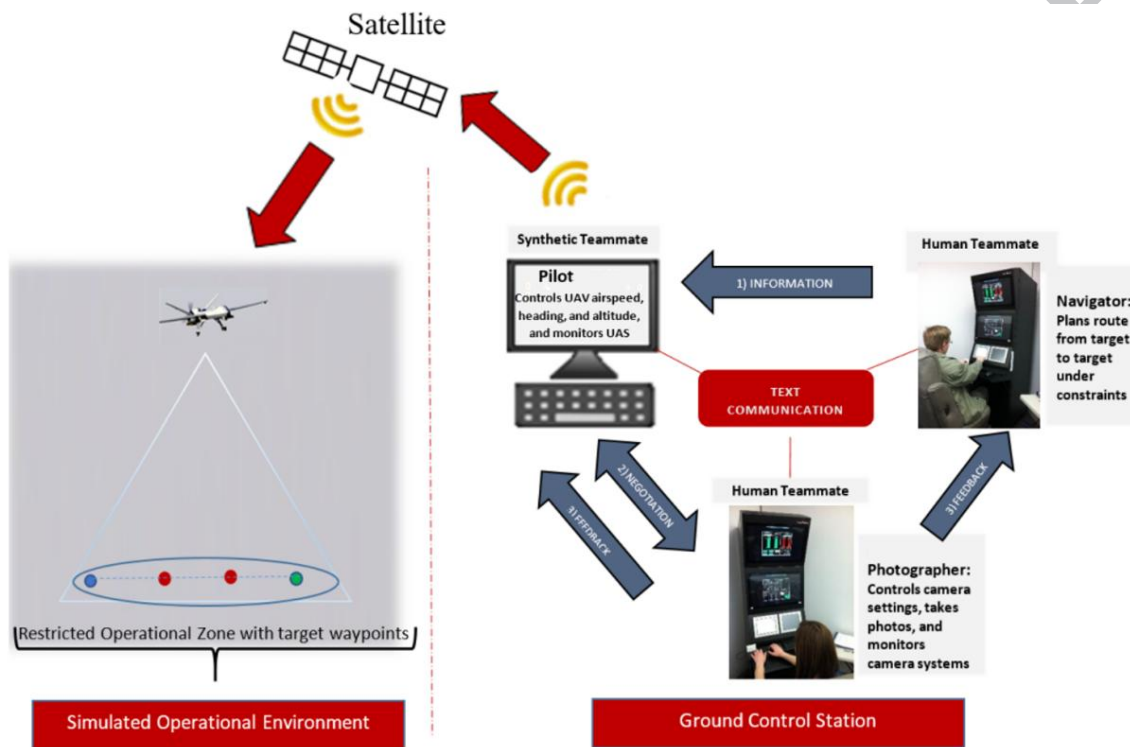 Satellite
Synthetic Teammate
Pilot
Controls UAV airspeed,
heading, and altitude,
and monitors UAS
1) INFORMATION
Human Teammate
Navigator:
Plans route
from target
to target
under
constraints
TEXT
COMMUNICATION
2) NEGOTIATION
3) FEEDBACK
3) FEEDBACK
Human Teammate
Photographer:
Controls camera
settings, takes
photos, and
monitors
camera systems
Restricted Operational Zone with target waypoints
Simulated Operational Environment
Ground Control Station